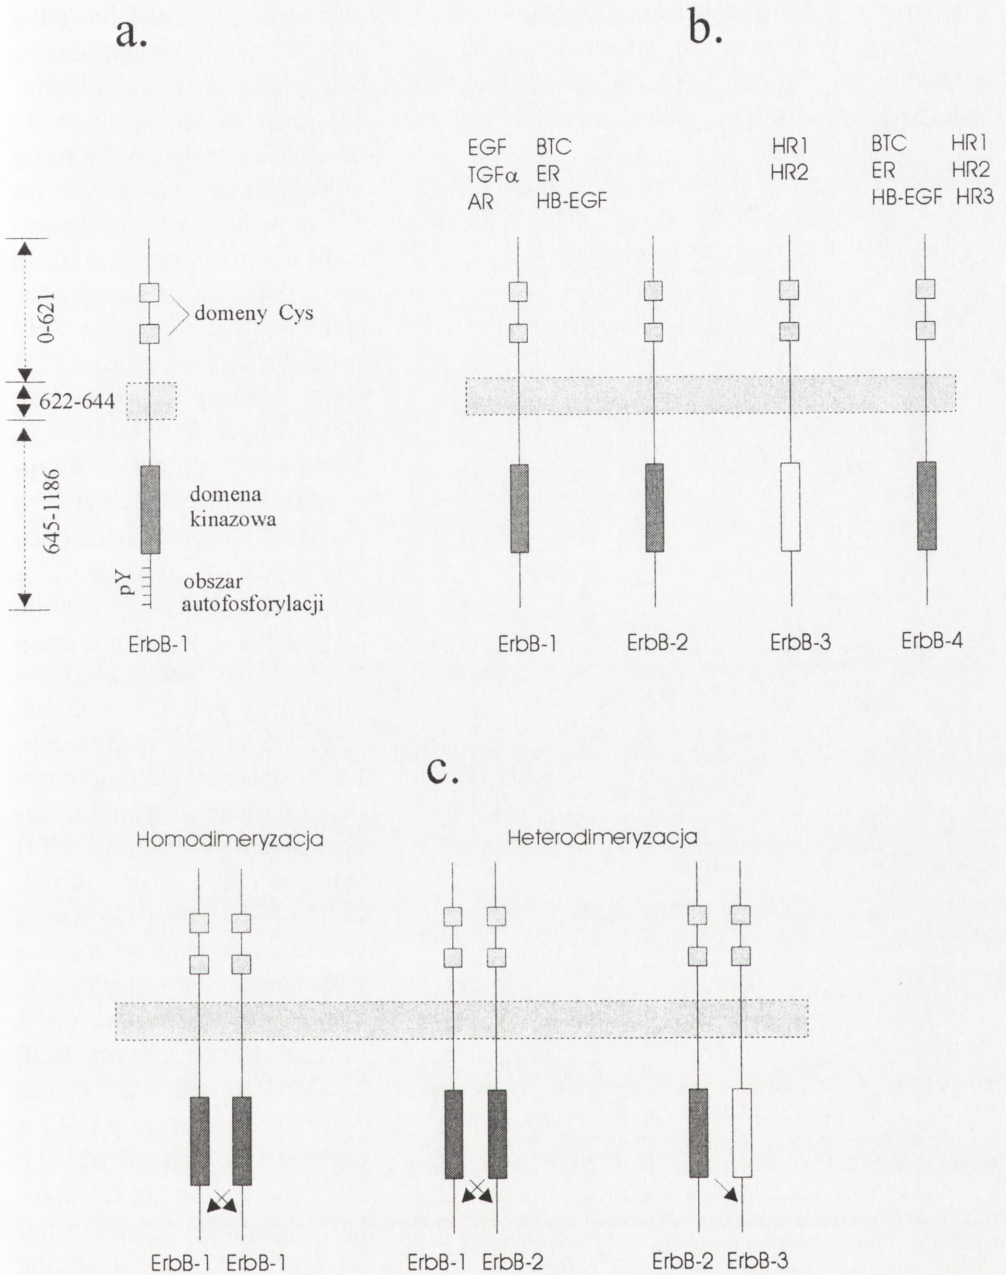 a.
b.
EGF BTC
TGFα ER
AR HB-EGF
HR1
HR2
BTC HR1
ER HR2
HB-EGF HR3
0-621
622-644
645-1186
domeny Cys
domena
kinazowa
pY
obszar
autofosforylacji
ErbB-1
ErbB-1 ErbB-2 ErbB-3 ErbB-4
c.
Homodimeryzacja
Heterodimeryzacja
ErbB-1 ErbB-1
ErbB-1 ErbB-2
ErbB-2 ErbB-3